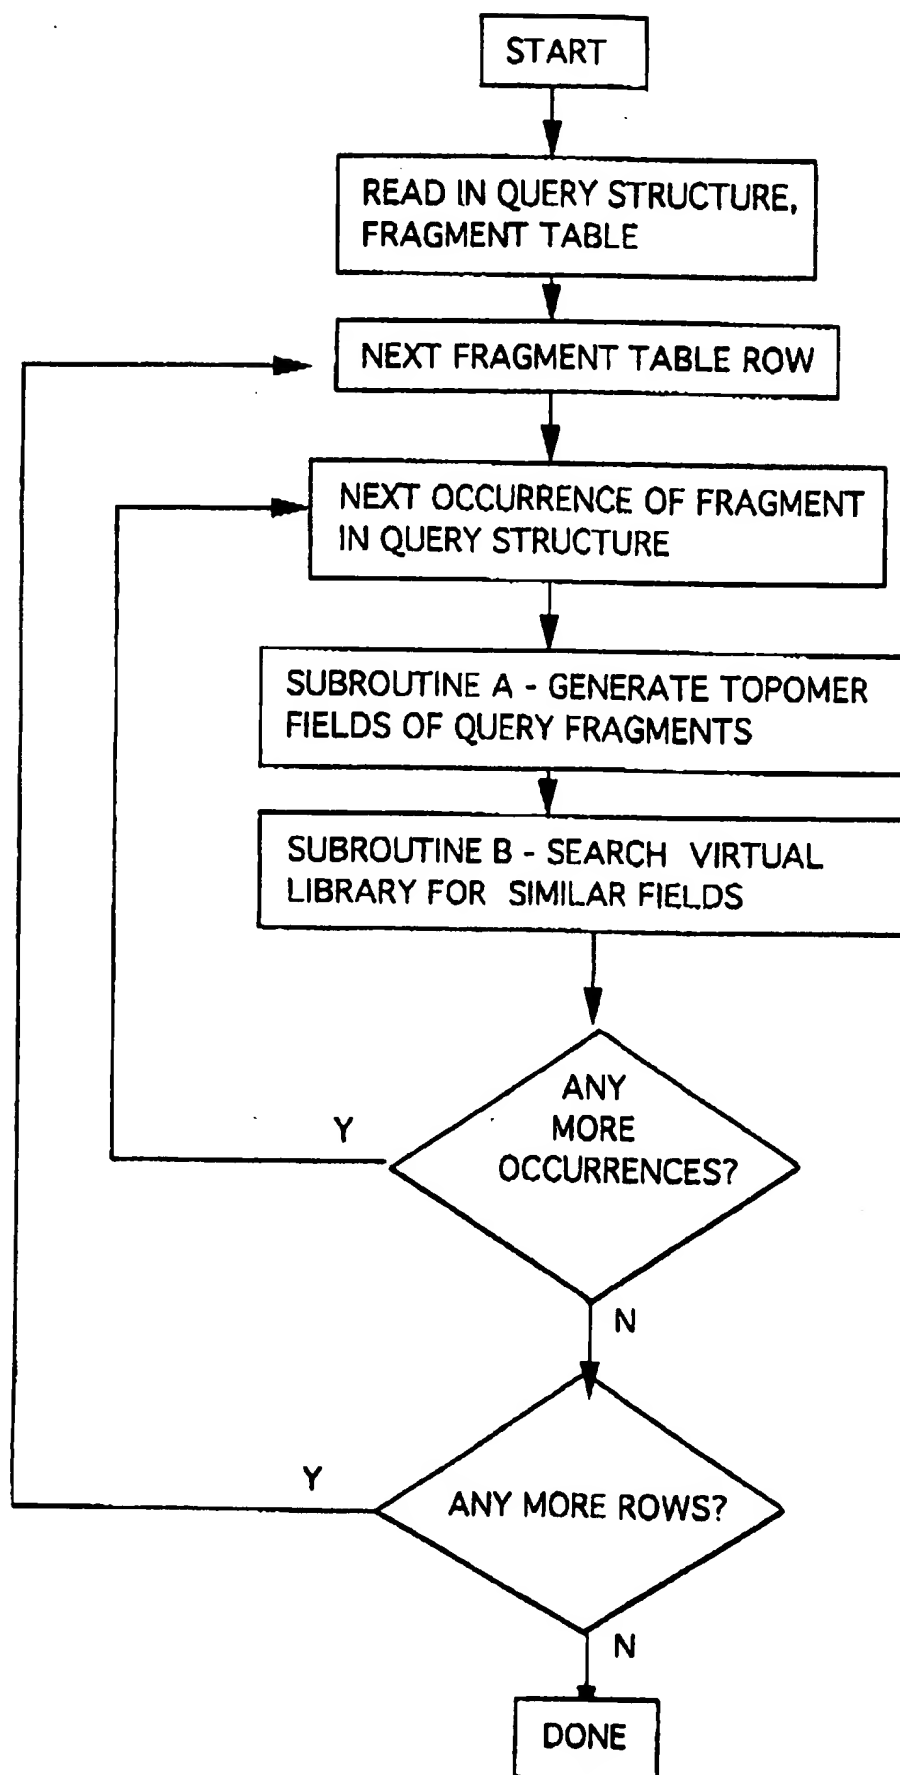 START
READ IN QUERY STRUCTURE,
FRAGMENT TABLE
NEXT FRAGMENT TABLE ROW
NEXT OCCURRENCE OF FRAGMENT
IN QUERY STRUCTURE
SUBROUTINE A - GENERATE TOPOMER
FIELDS OF QUERY FRAGMENTS
SUBROUTINE B - SEARCH VIRTUAL
LIBRARY FOR SIMILAR FIELDS
ANY
MORE
OCCURRENCES?
Y
N
ANY MORE ROWS?
Y
N
DONE